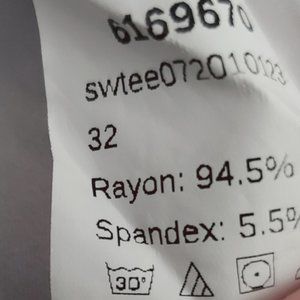 6169670
swtee072010123
32
Rayon: 94.5%
Spandex: 5.5%
30°